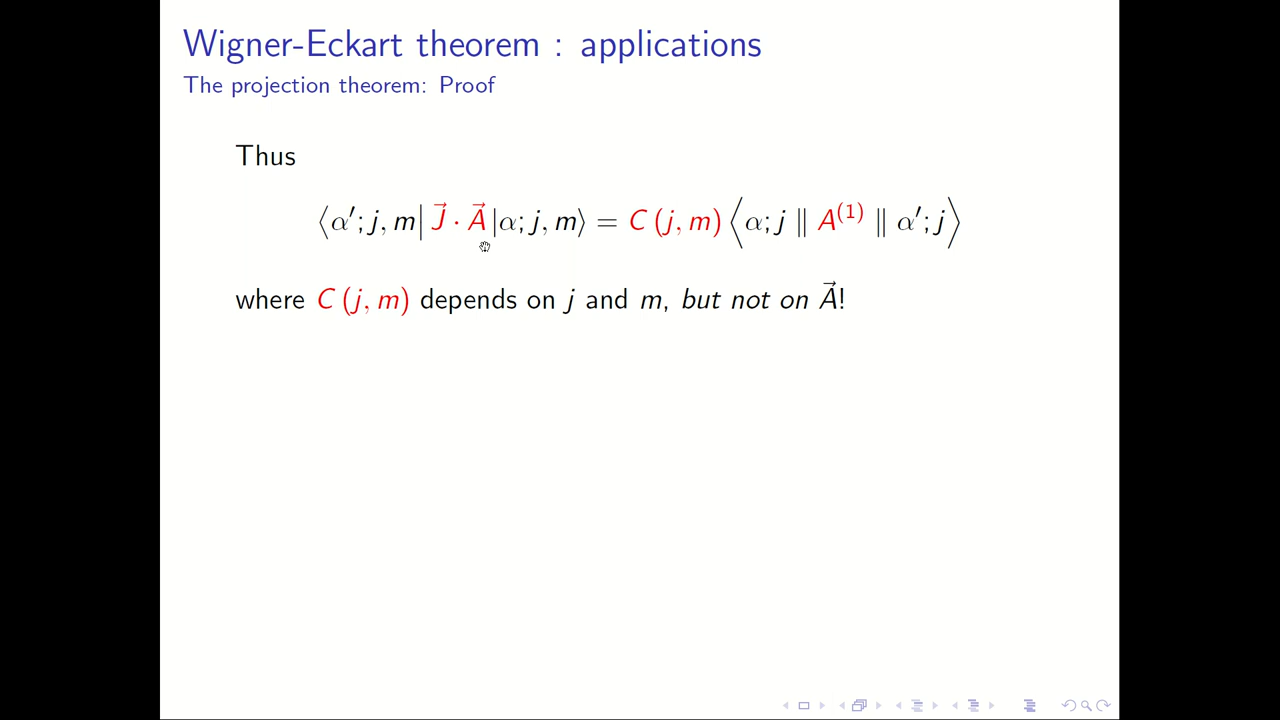 Wigner-Eckart theorem : applications
The projection theorem: Proof
Thus
⟨α′; j, m| J⃗ · A⃗ |α; j, m⟩ = C (j, m) ⟨α; j ∥ A⁽¹⁾ ∥ α′; j⟩
where C (j, m) depends on j and m, but not on A⃗!